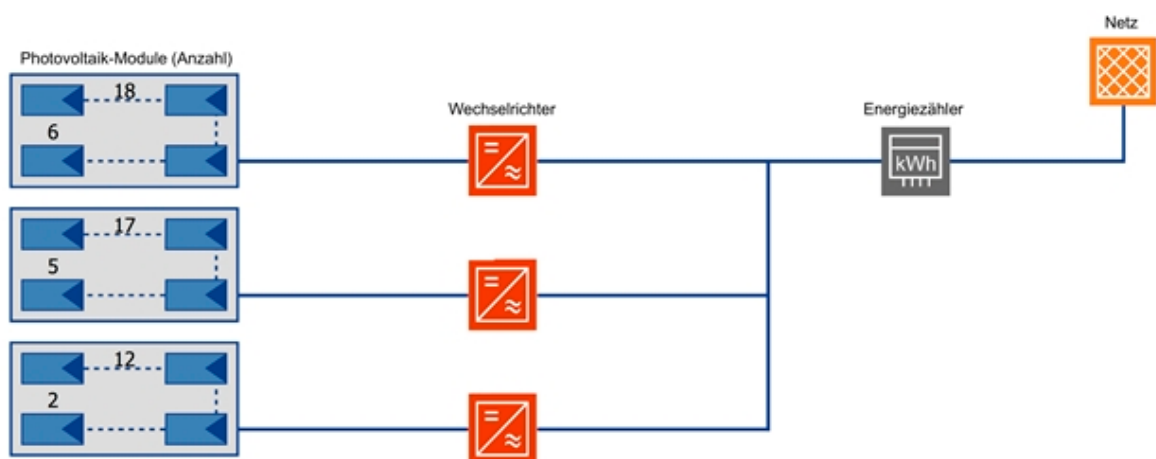 Netz
Photovoltaik-Module (Anzahl)
18
6
Wechselrichter
Energiezähler
kWh
17
5
12
2